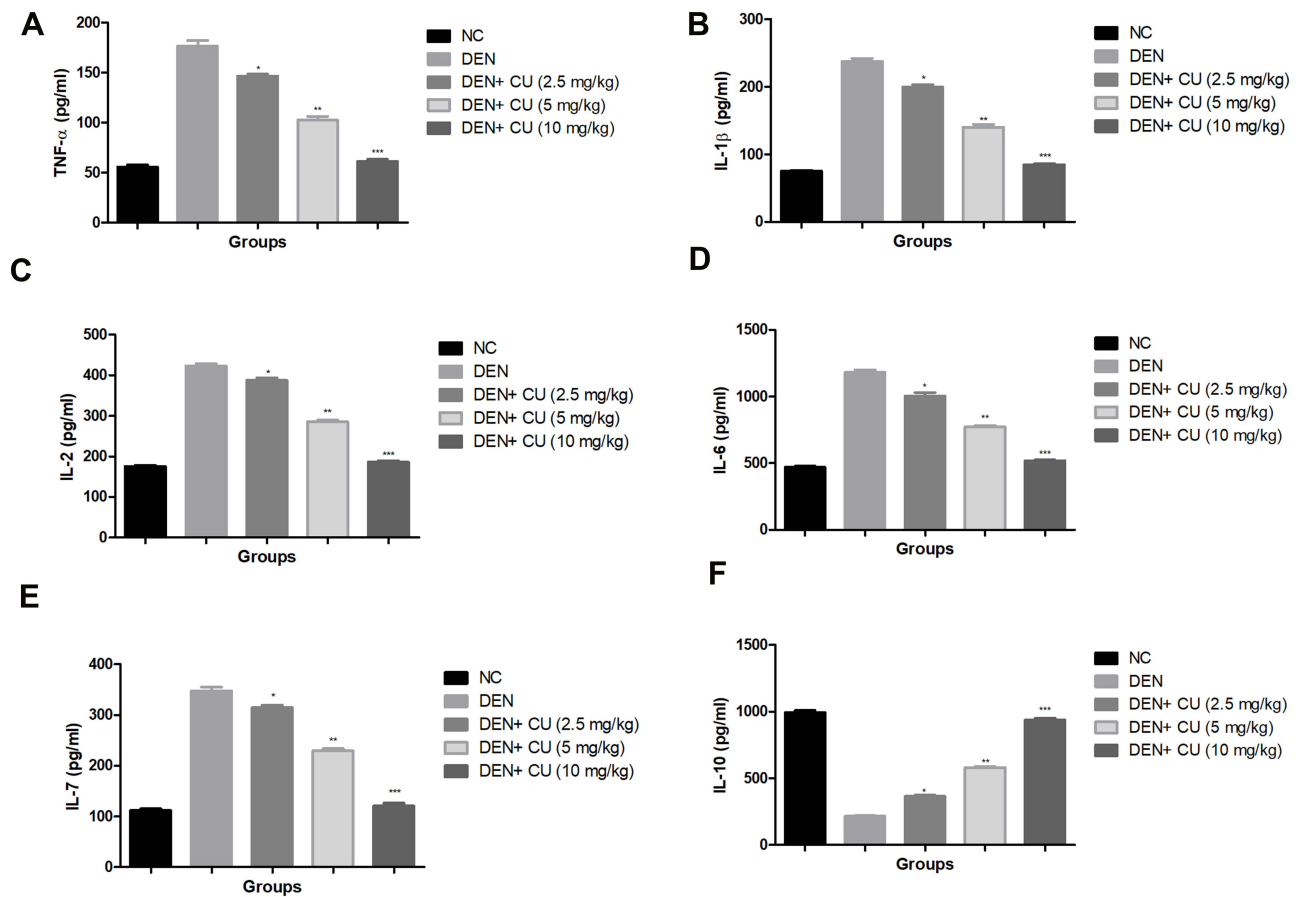 A
TNF-α (pg/ml)
200
150
100
50
0
*
**
***
Groups
NC
DEN
DEN+ CU (2.5 mg/kg)
DEN+ CU (5 mg/kg)
DEN+ CU (10 mg/kg)
B
IL-1β (pg/ml)
300
200
100
0
*
**
***
Groups
NC
DEN
DEN+ CU (2.5 mg/kg)
DEN+ CU (5 mg/kg)
DEN+ CU (10 mg/kg)
C
IL-2 (pg/ml)
500
400
300
200
100
0
*
**
***
Groups
NC
DEN
DEN+ CU (2.5 mg/kg)
DEN+ CU (5 mg/kg)
DEN+ CU (10 mg/kg)
D
IL-6 (pg/ml)
1500
1000
500
0
*
**
***
Groups
NC
DEN
DEN+ CU (2.5 mg/kg)
DEN+ CU (5 mg/kg)
DEN+ CU (10 mg/kg)
E
IL-7 (pg/ml)
400
300
200
100
0
*
**
***
Groups
NC
DEN
DEN+ CU (2.5 mg/kg)
DEN+ CU (5 mg/kg)
DEN+ CU (10 mg/kg)
F
IL-10 (pg/ml)
1500
1000
500
0
*
**
***
Groups
NC
DEN
DEN+ CU (2.5 mg/kg)
DEN+ CU (5 mg/kg)
DEN+ CU (10 mg/kg)